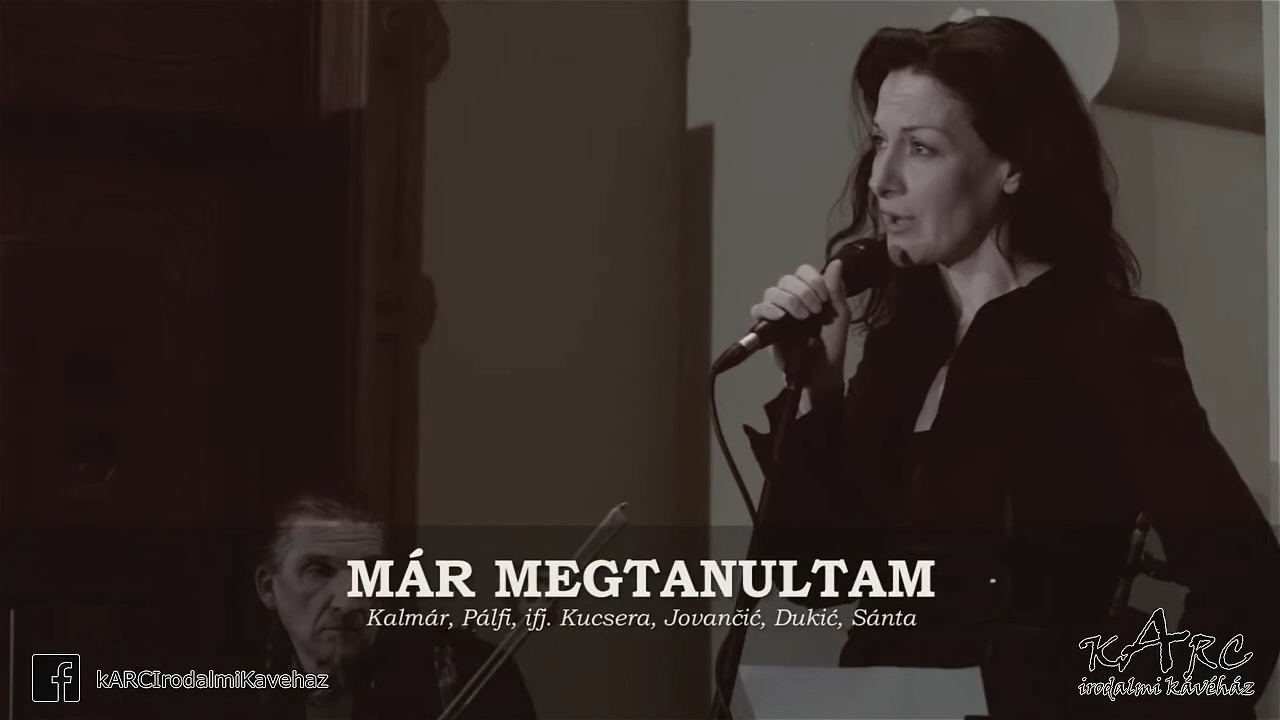 MÁR MEGTANULTAM
Kalmár, Pálfi, ifj. Kucsera, Jovančić, Dukić, Sánta
kARCIrodalmiKavehaz
kARC
irodalmi kávéház